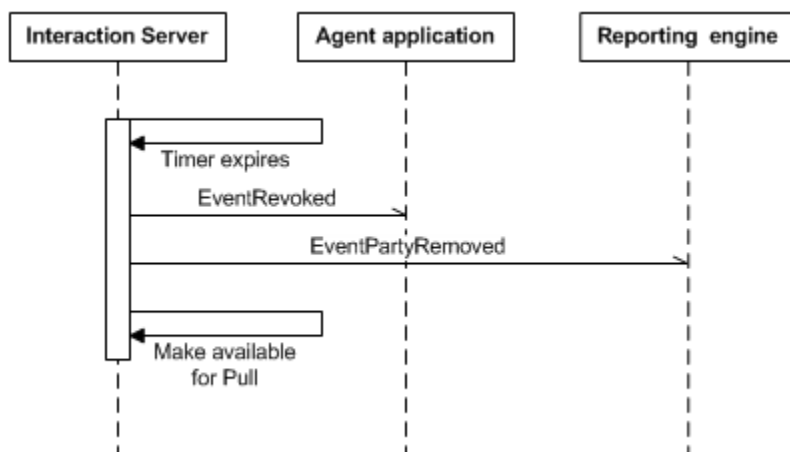 Interaction Server
Agent application
Reporting engine
Timer expires
EventRevoked
EventPartyRemoved
Make available
for Pull